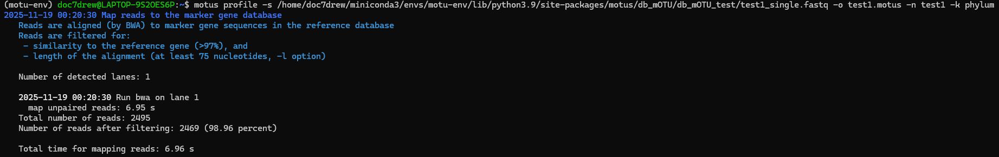 (motu-env) doc7drew@LAPTOP-9S2OES6P:~$ motus profile -s /home/doc7drew/miniconda3/envs/motu-env/lib/python3.9/site-packages/motus/db_mOTU/db_mOTU_test/test1_single.fastq -o test1.motus -n test1 -k phylum
2025-11-19 00:20:30 Map reads to the marker gene database
Reads are aligned (by BWA) to marker gene sequences in the reference database
Reads are filtered for:
- similarity to the reference gene (>97%), and
- length of the alignment (at least 75 nucleotides, -l option)
Number of detected lanes: 1
2025-11-19 00:20:30 Run bwa on lane 1
map unpaired reads: 6.95 s
Total number of reads: 2495
Number of reads after filtering: 2469 (98.96 percent)
Total time for mapping reads: 6.96 s